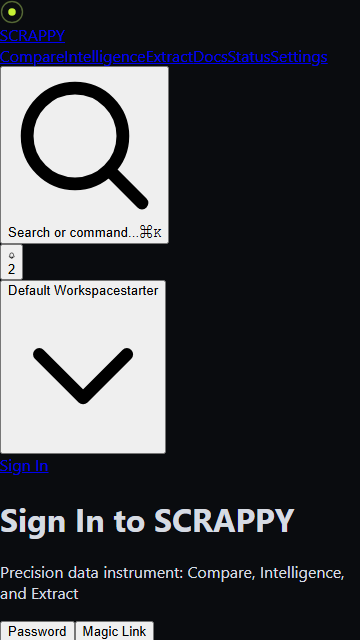 SCRAPPY
CompareIntelligenceExtractDocsStatusSettings
Search or command...⌘K
2
Default Workspacestarter
Sign In
Sign In to SCRAPPY
Precision data instrument: Compare, Intelligence,
and Extract
Password Magic Link